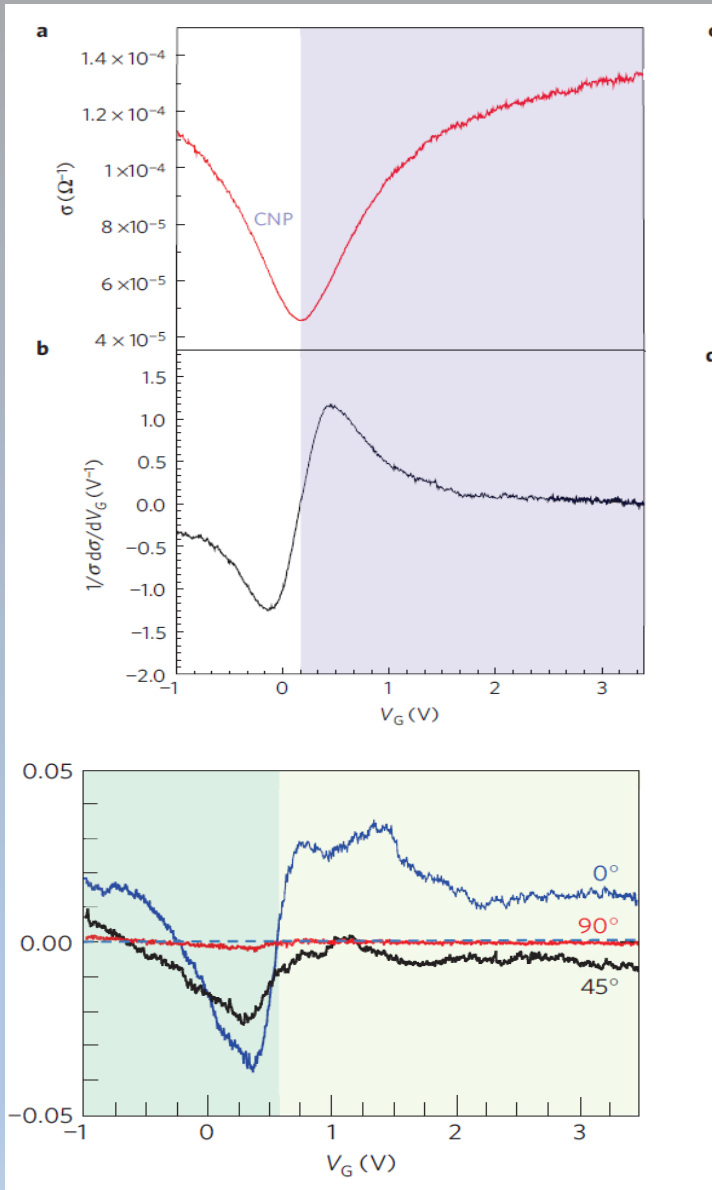 a
1.4 × 10⁻⁴
1.2 × 10⁻⁴
1 × 10⁻⁴
8 × 10⁻⁵
6 × 10⁻⁵
4 × 10⁻⁵
σ (Ω⁻¹)
CNP
b
1.5
1.0
0.5
0.0
−0.5
−1.0
−1.5
−2.0
1/σ dσ/dV_G (V⁻¹)
−1 0 1 2 3
V_G (V)
0.05
0.00
−0.05
0°
90°
45°
−1 0 1 2 3
V_G (V)